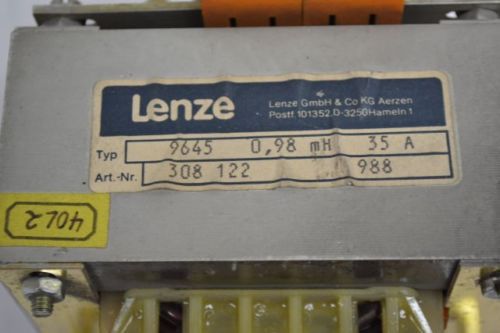 Lenze
Lenze GmbH & Co KG Aerzen
Postf. 101352, D-3250 Hameln 1
Typ 9645 0,98 mH 35 A
Art.-Nr. 308 122 988
40L2